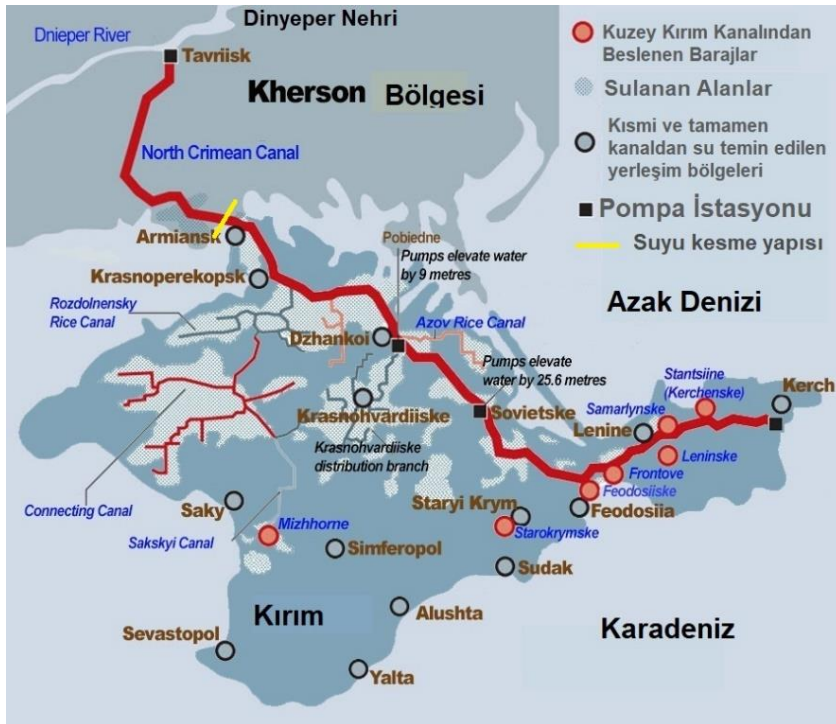 Dinyeper Nehri
Dnieper River
Tavriisk
Kherson Bölgesi
North Crimean Canal
Kuzey Kırım Kanalından
Beslenen Barajlar
Sulanan Alanlar
Kısmi ve tamamen
kanaldan su temin edilen
yerleşim bölgeleri
Pompa İstasyonu
Suyu kesme yapısı
Armiansk
Pobiedne
Pumps elevate water
by 9 metres
Krasnoperekopsk
Rozdolnensky
Rice Canal
Azov Rice Canal
Azak Denizi
Dzhankoi
Pumps elevate
water by 25.6 metres
Stantsiine
(Kerchenske)
Kerch
Krasnohvardiiske
Sovietske
Samarlynske
Lenine
Krasnohvardiiske
distribution branch
Leninske
Frontove
Feodosiiske
Connecting Canal
Saky
Staryi Krym
Feodosiia
Sakskyi Canal
Mizhhorne
Starokrymske
Simferopol
Sudak
Kırım
Alushta
Karadeniz
Sevastopol
Yalta